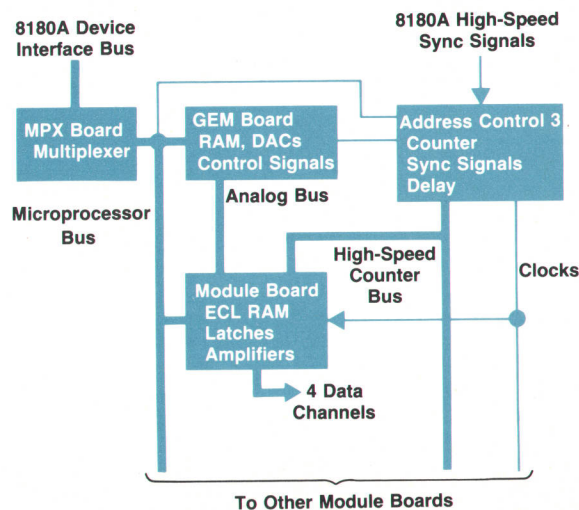 8180A Device
Interface Bus
8180A High-Speed
Sync Signals
MPX Board
Multiplexer
GEM Board
RAM, DACs
Control Signals
Address Control 3
Counter
Sync Signals
Delay
Microprocessor
Bus
Analog Bus
High-Speed
Counter
Bus
Clocks
Module Board
ECL RAM
Latches
Amplifiers
4 Data
Channels
To Other Module Boards